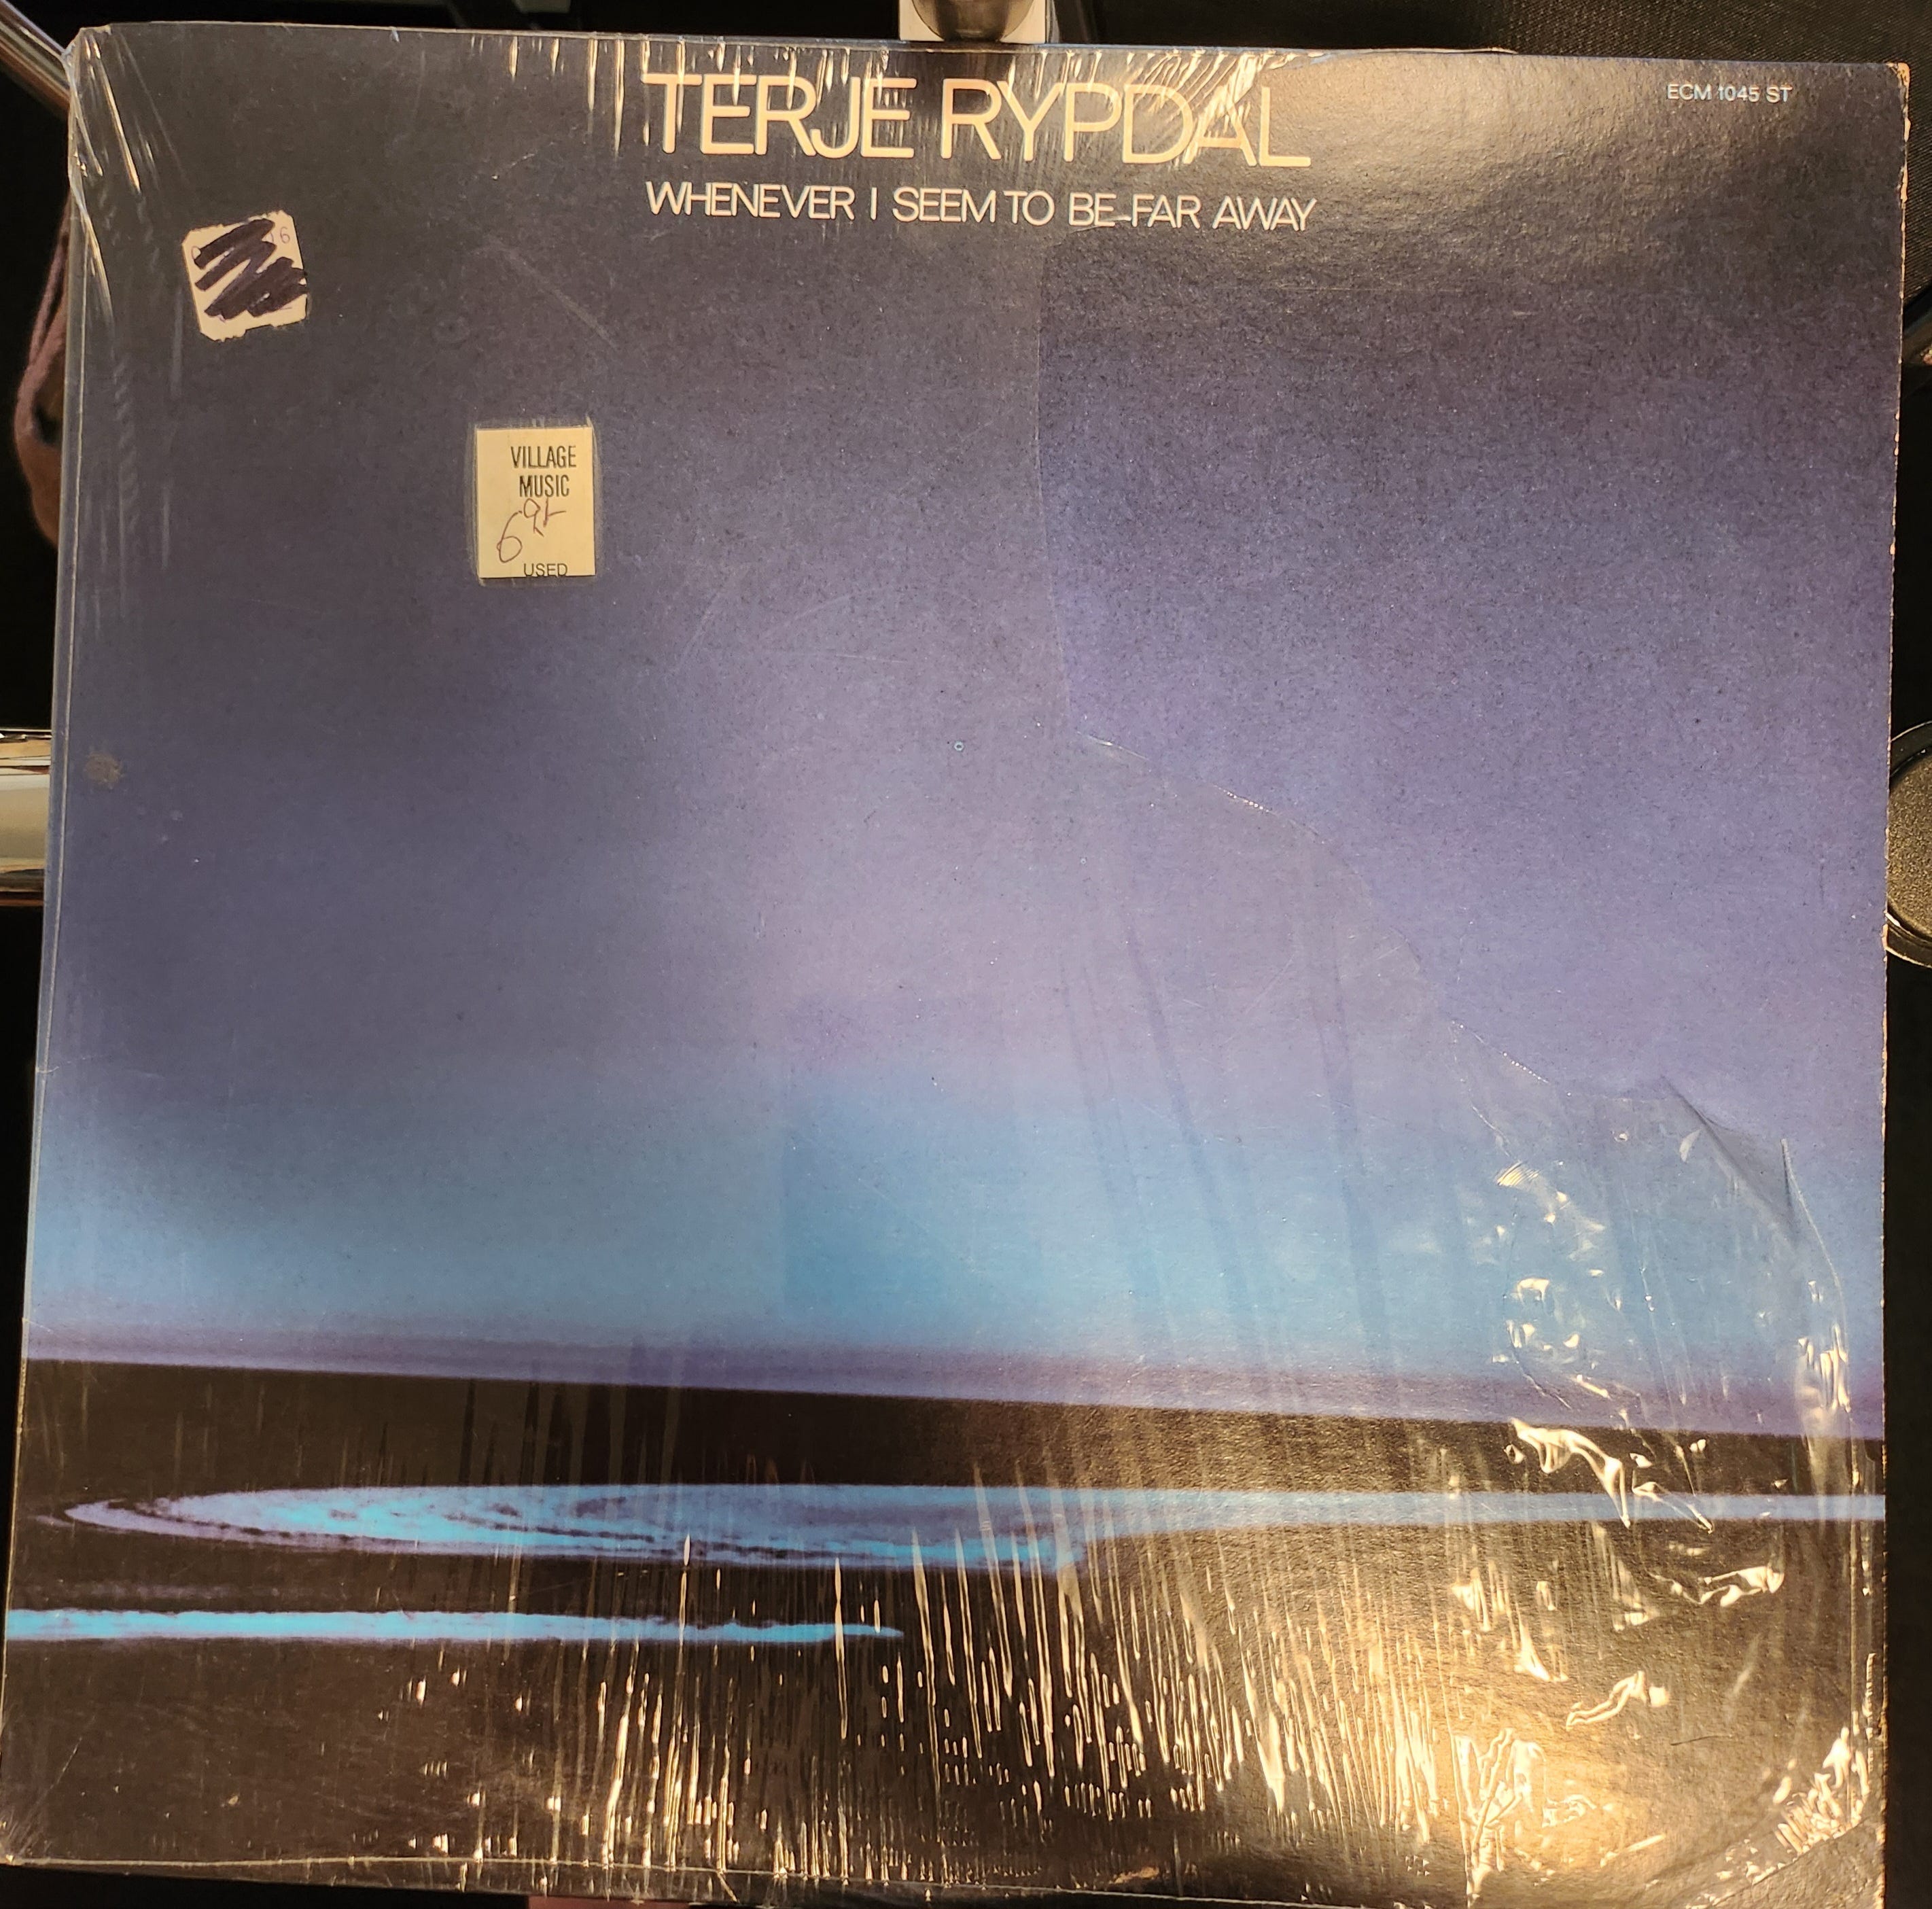 TERJE RYPDAL
ECM 1045 ST
WHENEVER I SEEM TO BE FAR AWAY
VILLAGE
MUSIC
USED